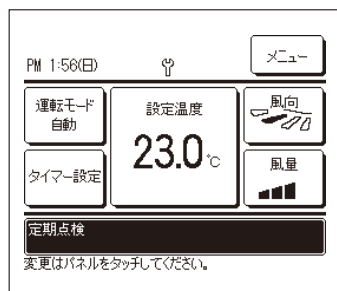 PM 1:56(日)
メニュー
運転モード
自動
設定温度
風向
23.0℃
タイマー設定
風量
定期点検
変更はパネルをタッチしてください。